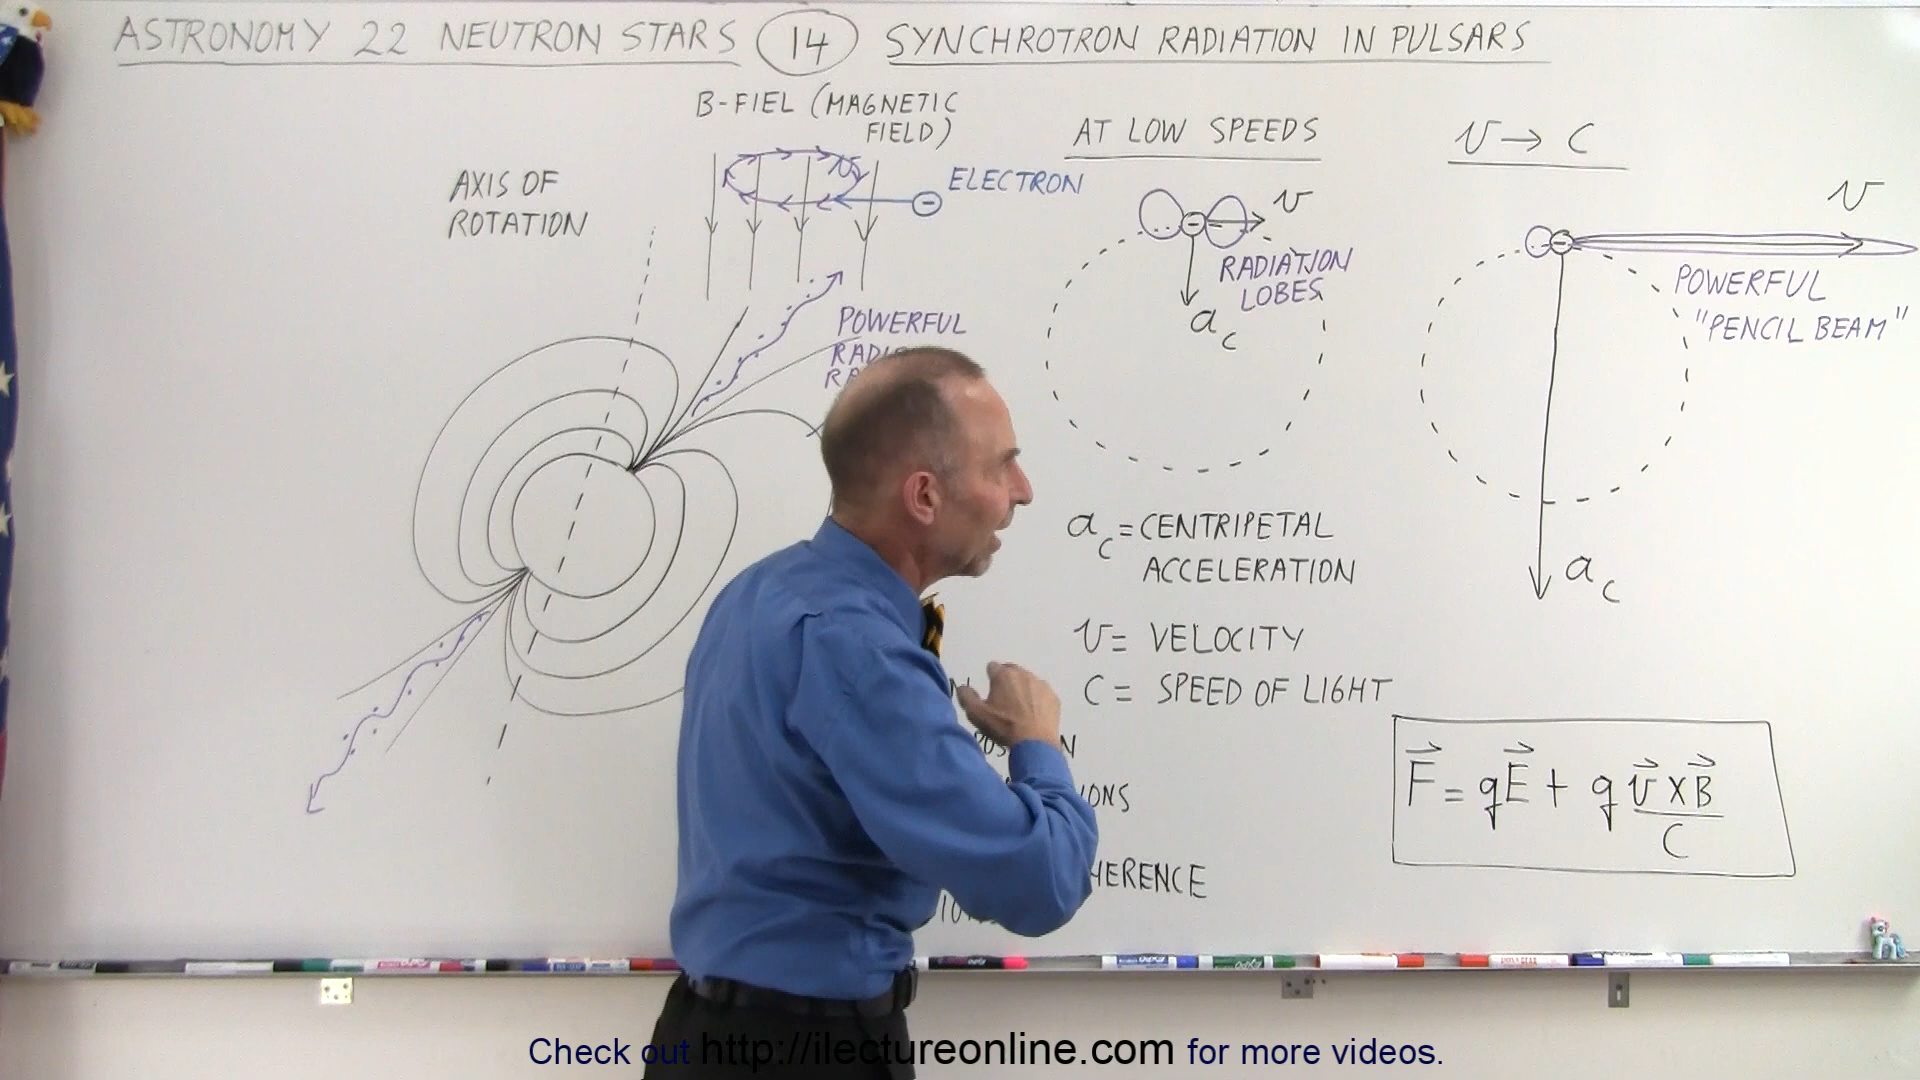 ASTRONOMY 22 NEUTRON STARS 14 SYNCHROTRON RADIATION IN PULSARS
B-FIEL (MAGNETIC
FIELD)
AXIS OF
ROTATION
v
- ELECTRON
POWERFUL
AT LOW SPEEDS
- v
RADIATION
LOBES
a c
v → C
v
-
POWERFUL
"PENCIL BEAM"
a c
a c = CENTRIPETAL
ACCELERATION
v = VELOCITY
C = SPEED OF LIGHT
F = qE + q v x B
C
Check out http://ilectureonline.com for more videos.